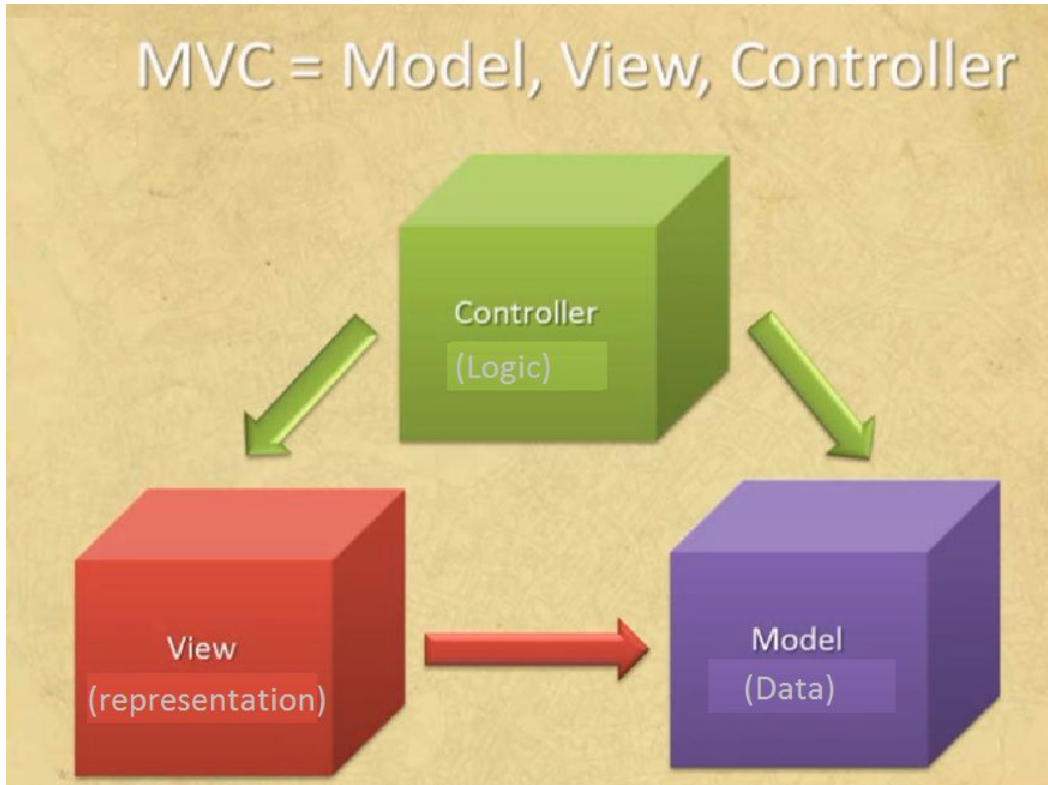 MVC = Model, View, Controller
Controller
(Logic)
View
(representation)
Model
(Data)